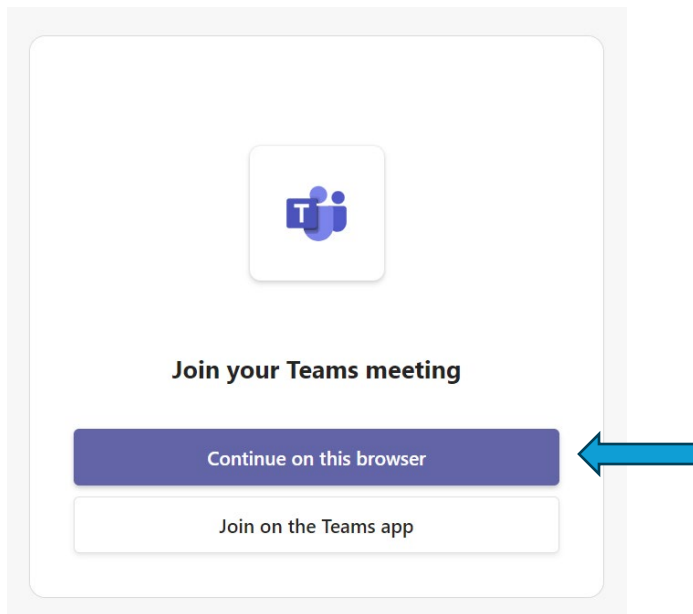 T
Join your Teams meeting
Continue on this browser
Join on the Teams app